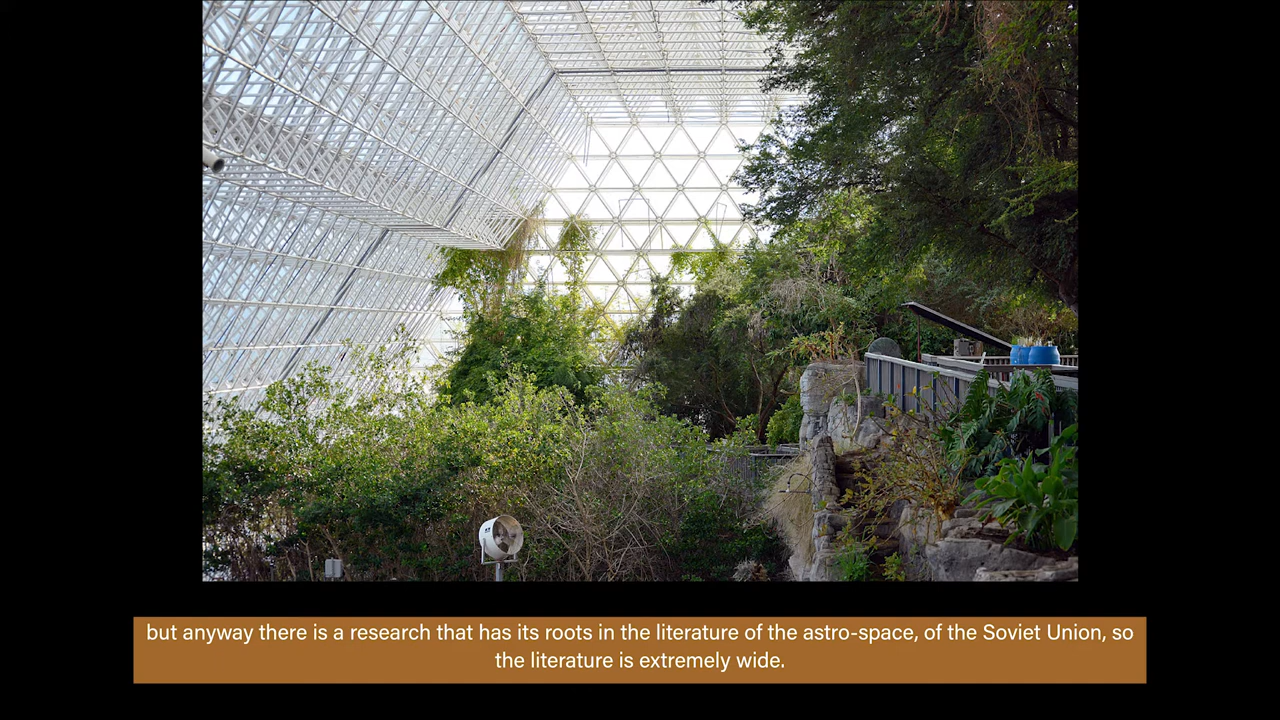 but anyway there is a research that has its roots in the literature of the astro-space, of the Soviet Union, so
the literature is extremely wide.